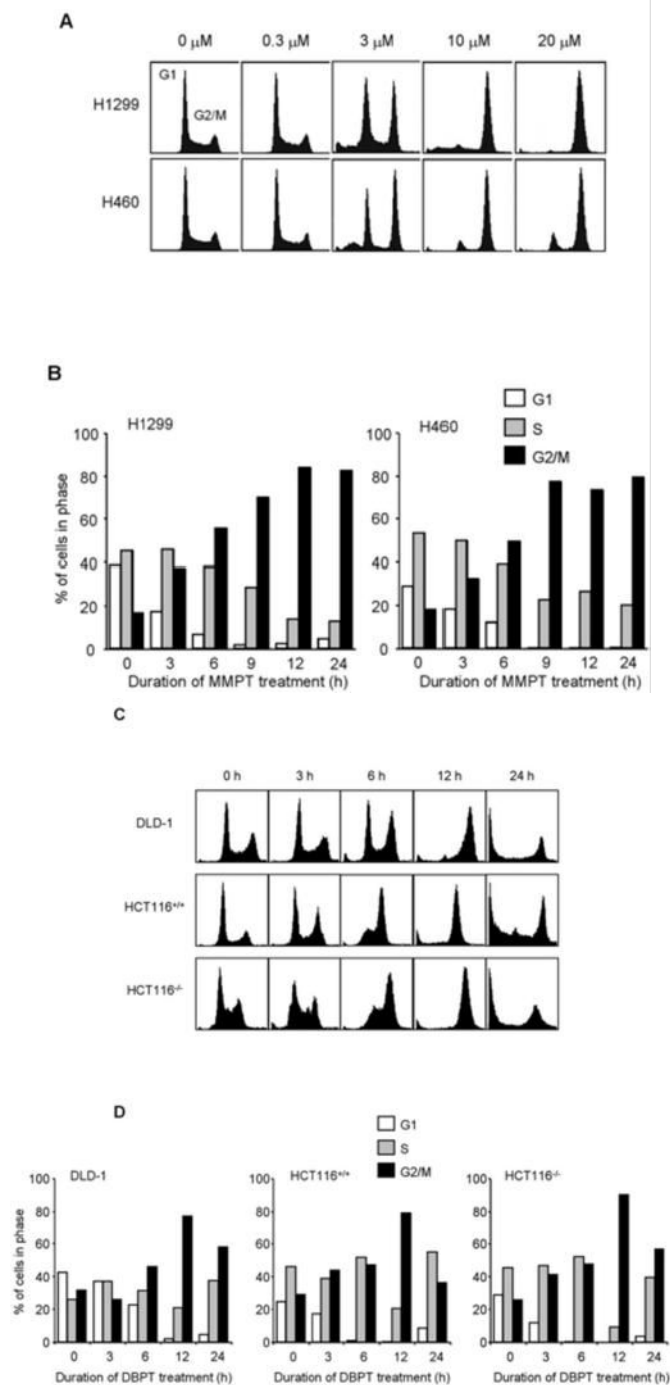 A
0 μM 0.3 μM 3 μM 10 μM 20 μM
G1
G2/M
H1299
H460
B
H1299
H460
G1
S
G2/M
100 100
80 80
60 60
40 40
20 20
0 0
% of cells in phase
0 3 6 9 12 24
0 3 6 9 12 24
Duration of MMPT treatment (h)
Duration of MMPT treatment (h)
C
0 h 3 h 6 h 12 h 24 h
DLD-1
HCT116+/+
HCT116-/-
D
G1
S
G2/M
DLD-1
HCT116+/+
HCT116-/-
100 100 100
80 80 80
60 60 60
40 40 40
20 20 20
0 0 0
% of cells in phase
0 3 6 12 24
0 3 6 12 24
0 3 6 12 24
Duration of DBPT treatment (h)
Duration of DBPT treatment (h)
Duration of DBPT treatment (h)